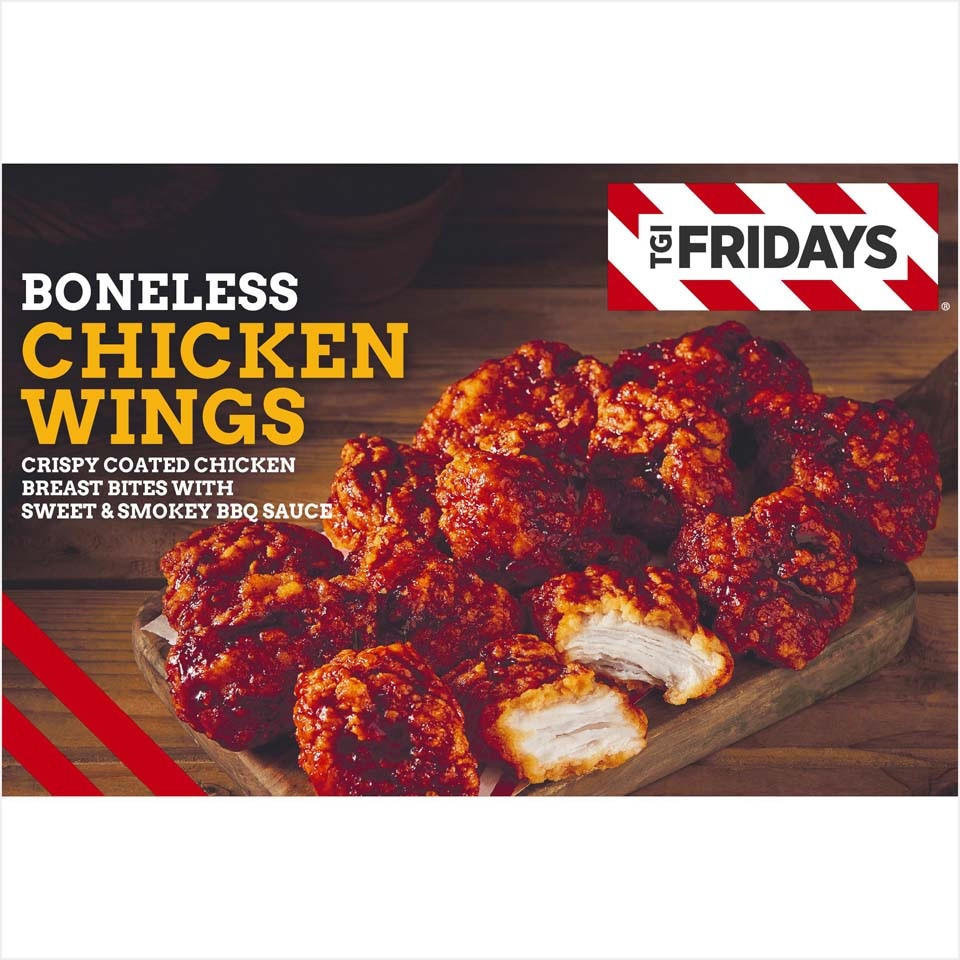 TGI FRIDAYS
®
BONELESS
CHICKEN
WINGS
CRISPY COATED CHICKEN
BREAST BITES WITH
SWEET & SMOKEY BBQ SAUCE